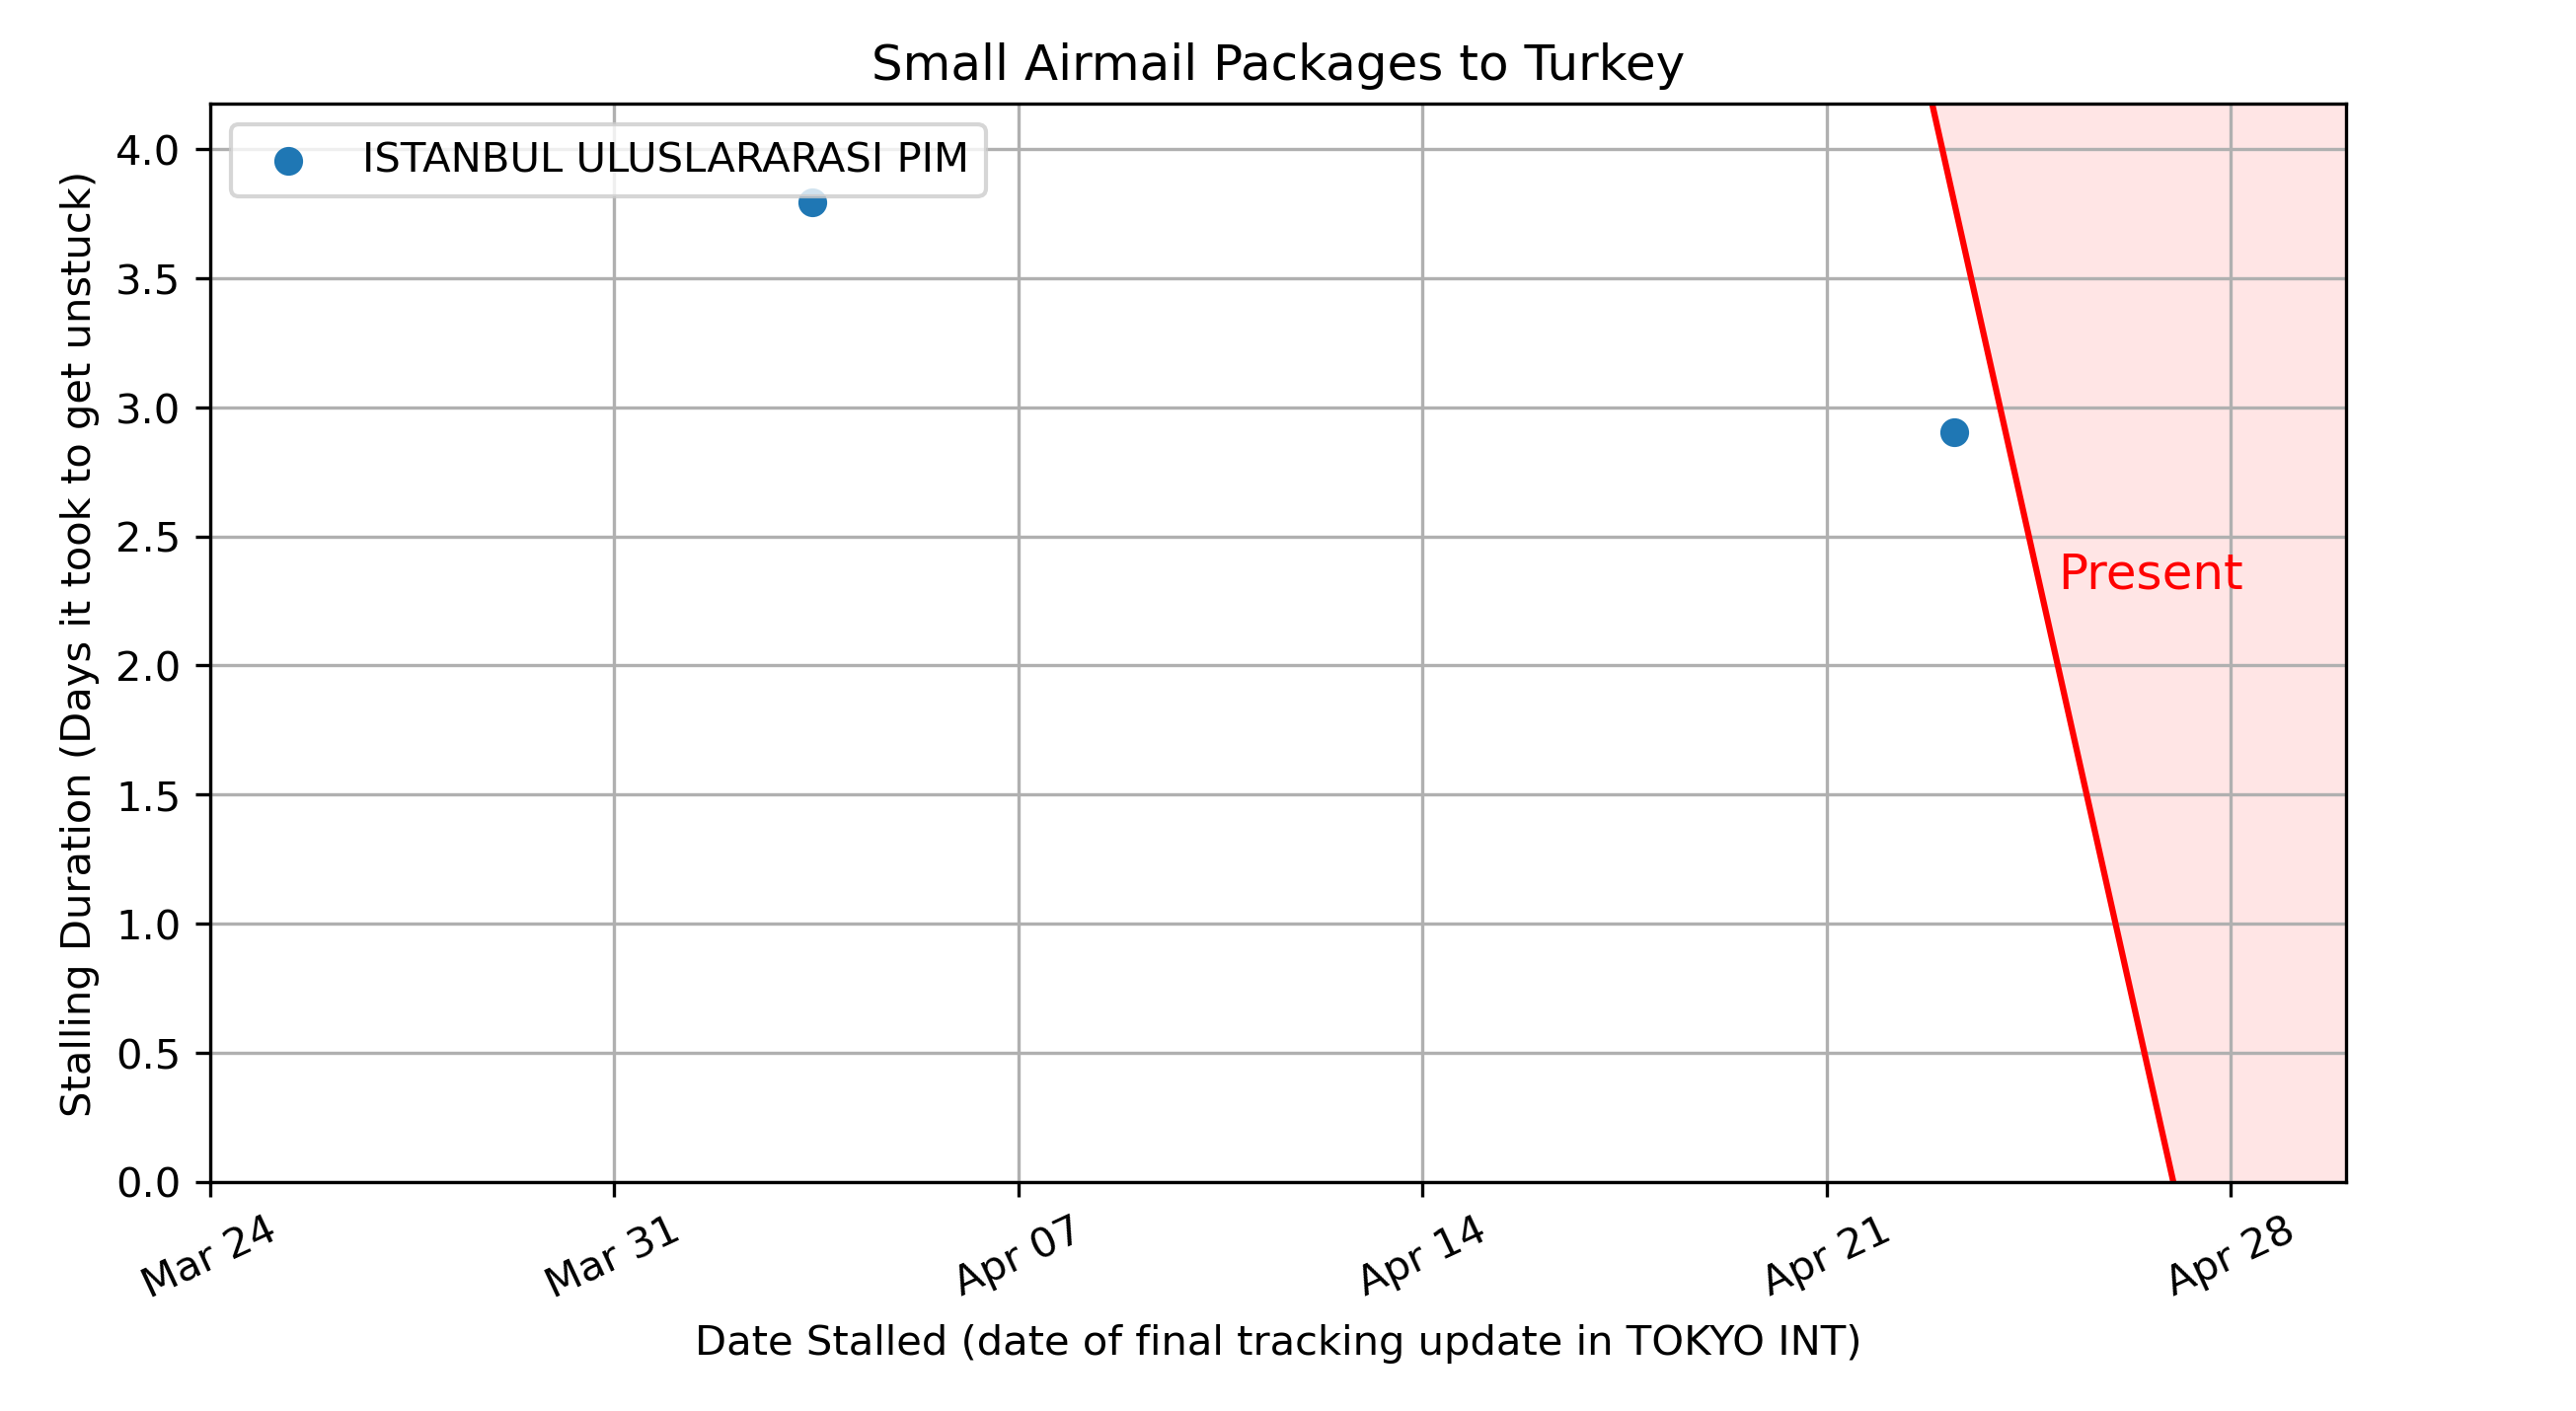 Small Airmail Packages to Turkey
ISTANBUL ULUSLARARASI PIM
Stalling Duration (Days it took to get unstuck)
4.0
3.5
3.0
2.5
2.0
1.5
1.0
0.5
0.0
Present
Mar 24
Mar 31
Apr 07
Apr 14
Apr 21
Apr 28
Date Stalled (date of final tracking update in TOKYO INT)